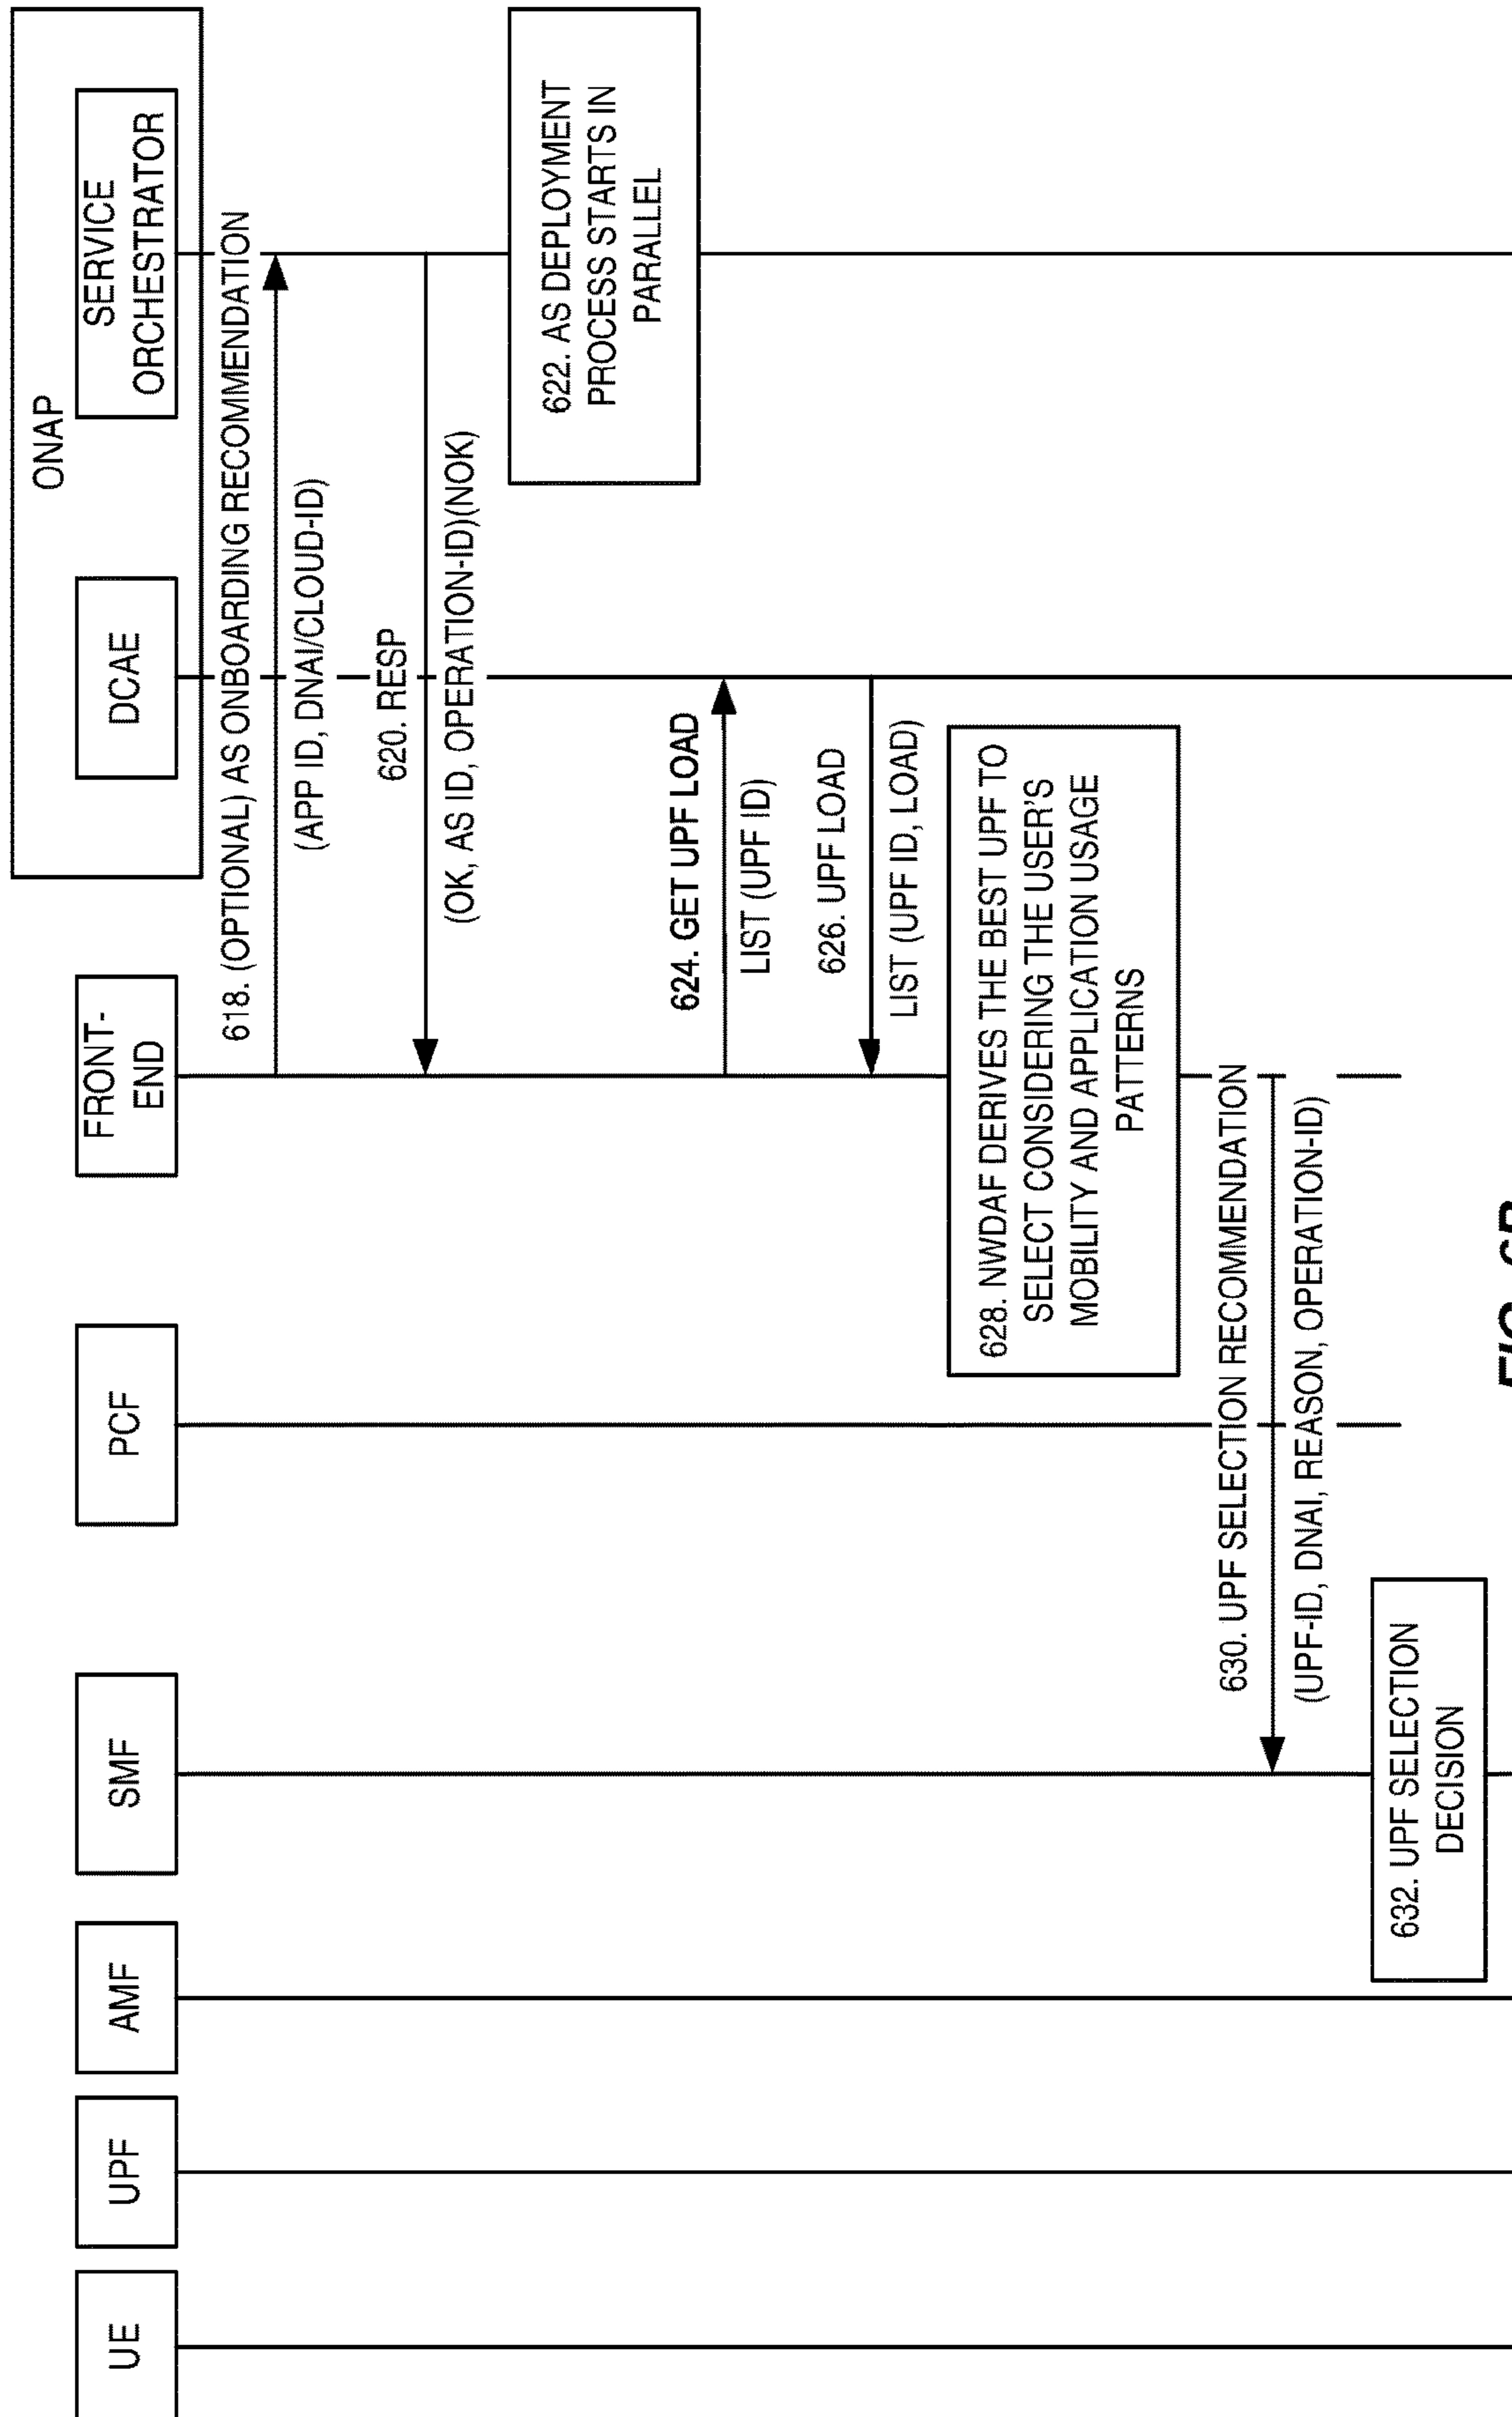 UE
UPF
AMF
SMF
PCF
FRONT-
END
ONAP
DCAE
SERVICE
ORCHESTRATOR
618. (OPTIONAL) AS ONBOARDING RECOMMENDATION
(APP ID, DNAI/CLOUD-ID)
620. RESP
(OK, AS ID, OPERATION-ID)(NOK)
622. AS DEPLOYMENT
PROCESS STARTS IN
PARALLEL
624. GET UPF LOAD
LIST (UPF ID)
626. UPF LOAD
LIST (UPF ID, LOAD)
628. NWDAF DERIVES THE BEST UPF TO
SELECT CONSIDERING THE USER'S
MOBILITY AND APPLICATION USAGE
PATTERNS
630. UPF SELECTION RECOMMENDATION
(UPF-ID, DNAI, REASON, OPERATION-ID)
632. UPF SELECTION
DECISION